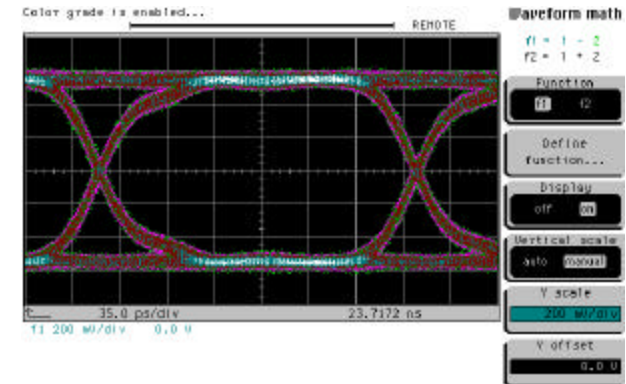 Color grade is enabled...
REMOTE
Waveform math
f1 = 1 - 2
f2 = 1 + 2
Function
f1 f2
Define
function...
Display
off on
Vertical scale
auto manual
Y scale
200 mV/div
Y offset
0.0 V
35.0 ps/div 23.7172 ns
f1 200 mV/div 0.0 V